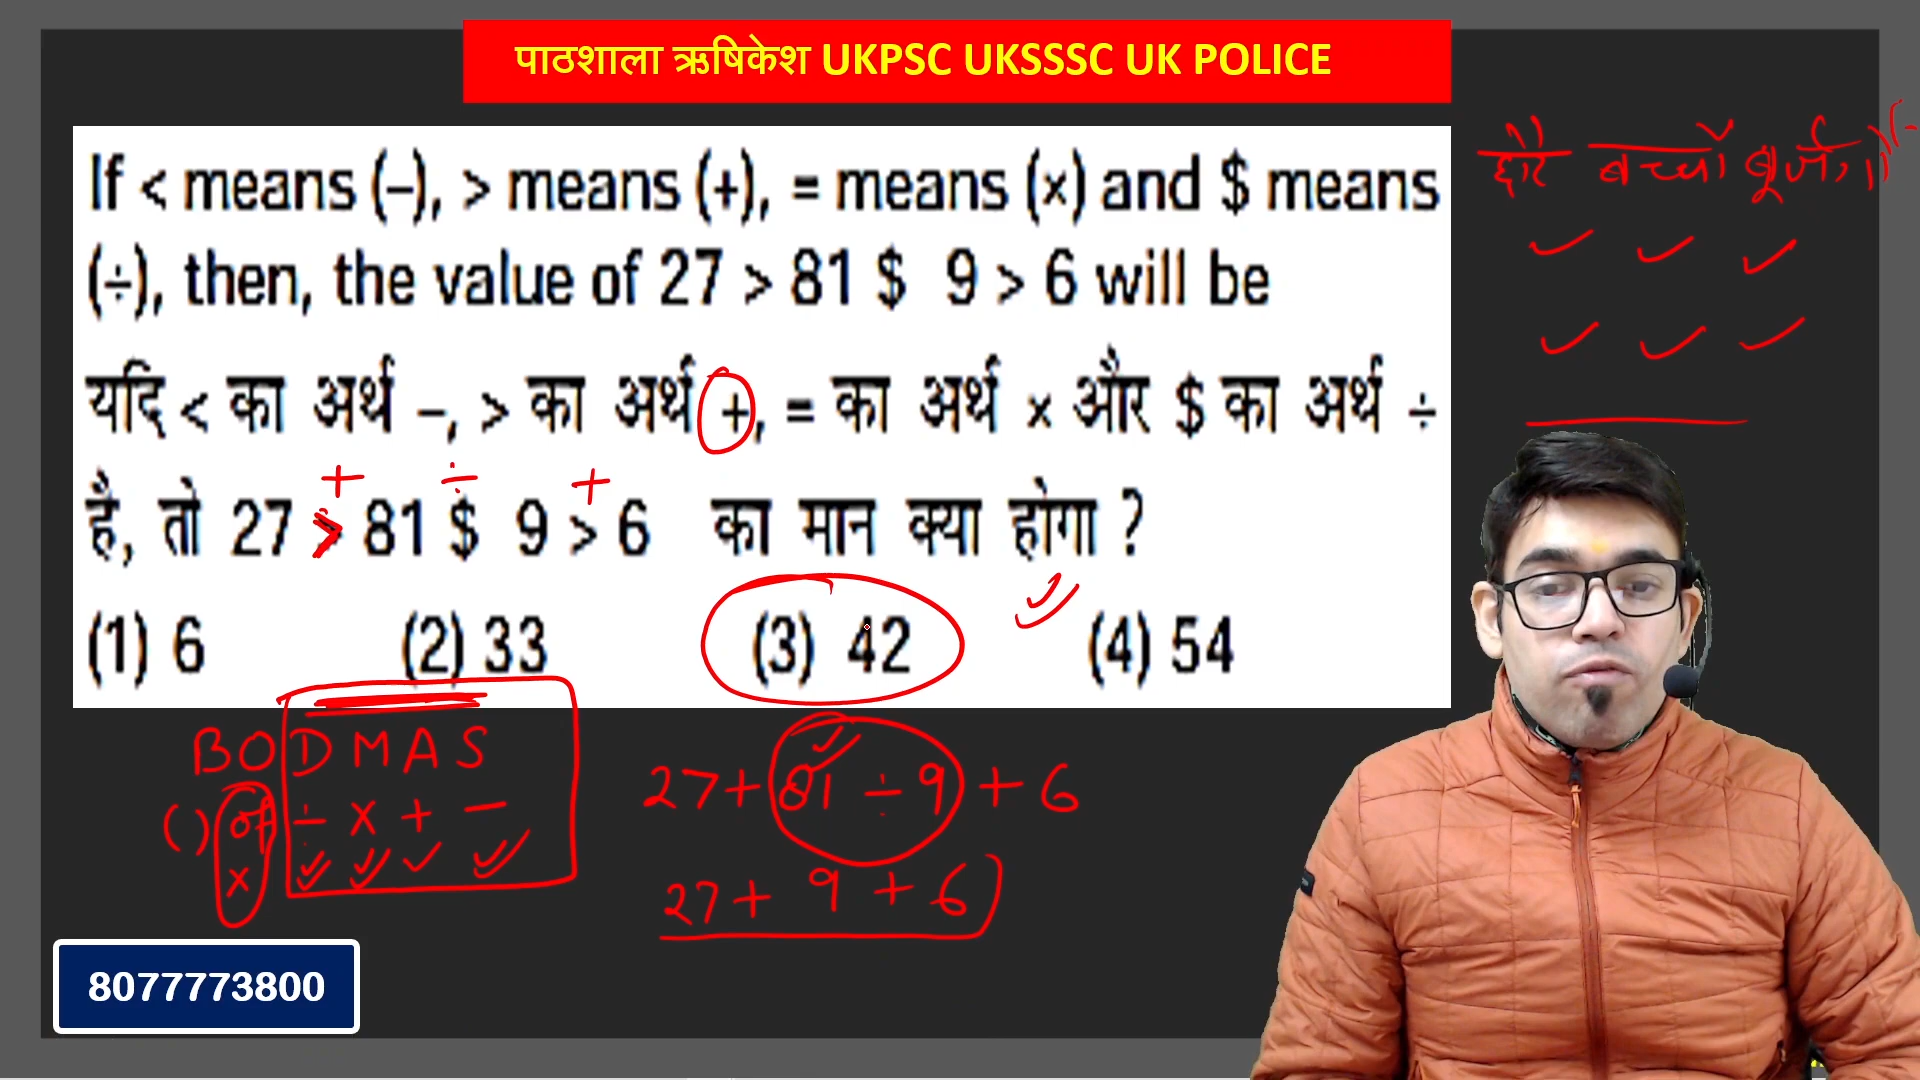 पाठशाला ऋषिकेश UKPSC UKSSSC UK POLICE
If < means (–), > means (+), = means (×) and $ means
(÷), then, the value of 27 > 81 $ 9 > 6 will be
यदि < का अर्थ –, > का अर्थ +, = का अर्थ × और $ का अर्थ ÷
+ ÷ +
है, तो 27 > 81 $ 9 > 6 का मान क्या होगा ?
(1) 6 (2) 33 (3) 42 (4) 54
BODMAS
() of ÷ × + –
×
27+ 81 ÷ 9 + 6
27+ 9 + 6
8077773800